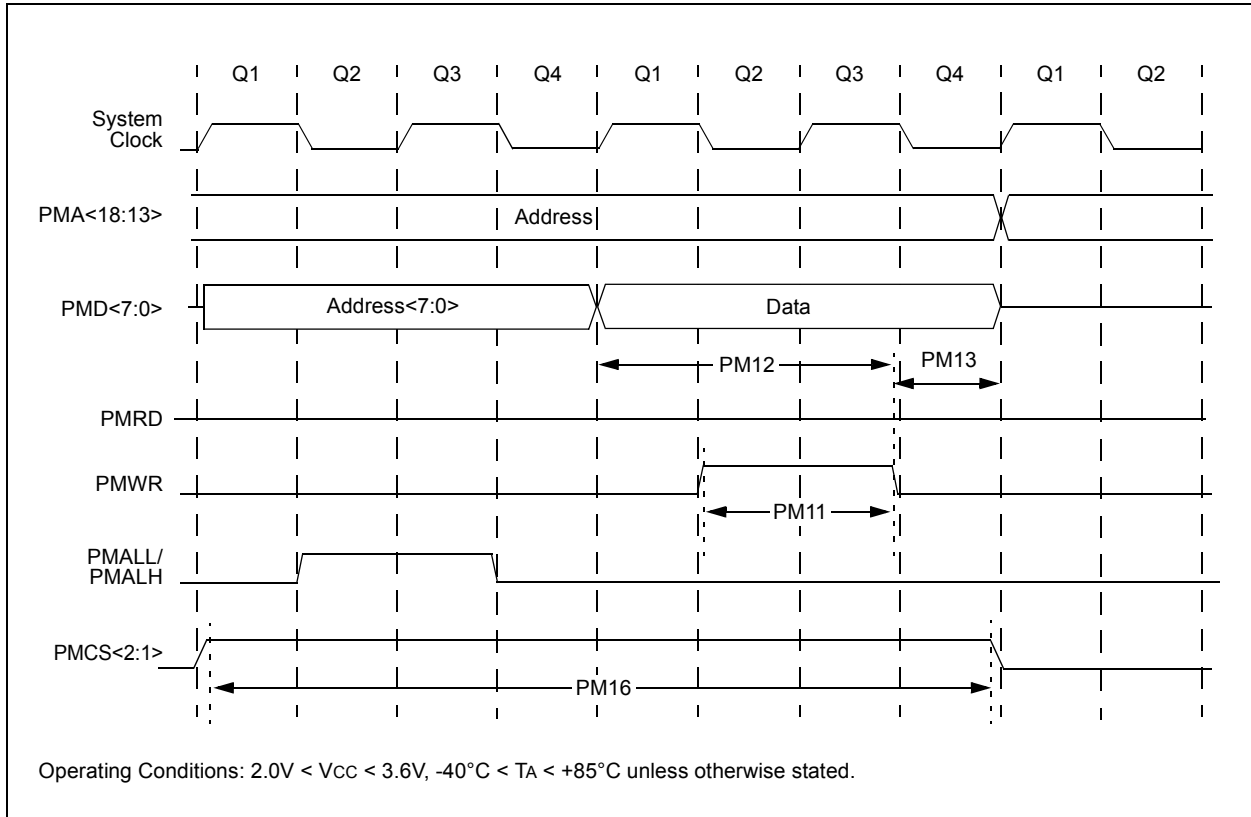 Q1 Q2 Q3 Q4 Q1 Q2 Q3 Q4 Q1 Q2
System
Clock
PMA<18:13>
Address
PMD<7:0>
Address<7:0>
Data
PM12
PM13
PMRD
PMWR
PM11
PMALL/
PMALH
PMCS<2:1>
PM16
Operating Conditions: 2.0V < VCC < 3.6V, -40°C < TA < +85°C unless otherwise stated.